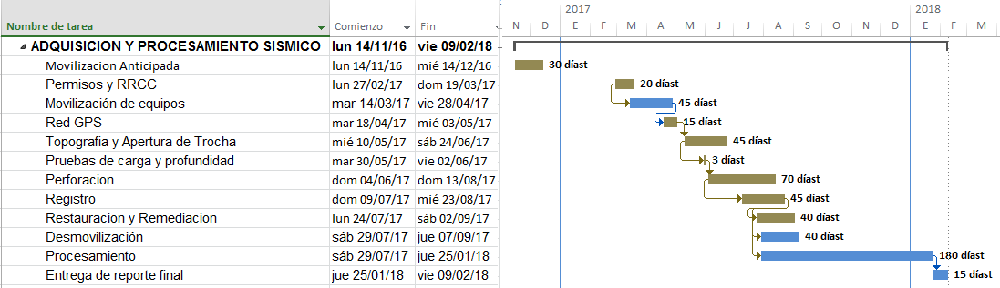 2017 2018
Nombre de tarea Comienzo Fin N D E F M A M J J A S O N D E F M
ADQUISICION Y PROCESAMIENTO SISMICO lun 14/11/16 vie 09/02/18
Movilizacion Anticipada lun 14/11/16 mié 14/12/16 30 díast
Permisos y RRCC lun 27/02/17 dom 19/03/17 20 díast
Movilización de equipos mar 14/03/17 vie 28/04/17 45 díast
Red GPS mar 18/04/17 mié 03/05/17 15 díast
Topografia y Apertura de Trocha mié 10/05/17 sáb 24/06/17 45 díast
Pruebas de carga y profundidad mar 30/05/17 vie 02/06/17 3 díast
Perforacion dom 04/06/17 dom 13/08/17 70 díast
Registro dom 09/07/17 mié 23/08/17 45 díast
Restauracion y Remediacion lun 24/07/17 sáb 02/09/17 40 díast
Desmovilización sáb 29/07/17 jue 07/09/17 40 díast
Procesamiento sáb 29/07/17 jue 25/01/18 180 díast
Entrega de reporte final jue 25/01/18 vie 09/02/18 15 díast